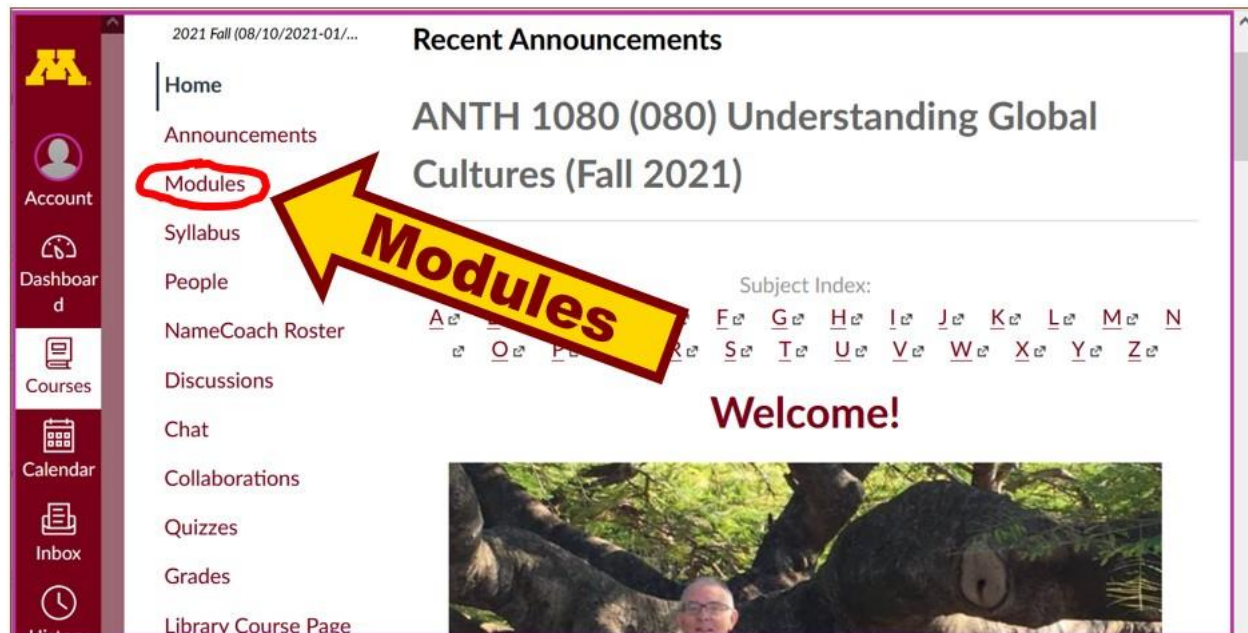 2021 Fall (08/10/2021-01/...
Home
Announcements
Modules
Syllabus
People
NameCoach Roster
Discussions
Chat
Collaborations
Quizzes
Grades
Library Course Page
Account
Dashboar
d
Courses
Calendar
Inbox
Recent Announcements
ANTH 1080 (080) Understanding Global
Cultures (Fall 2021)
Modules
Subject Index:
A F G H I J K L M N
O P R S T U V W X Y Z
Welcome!